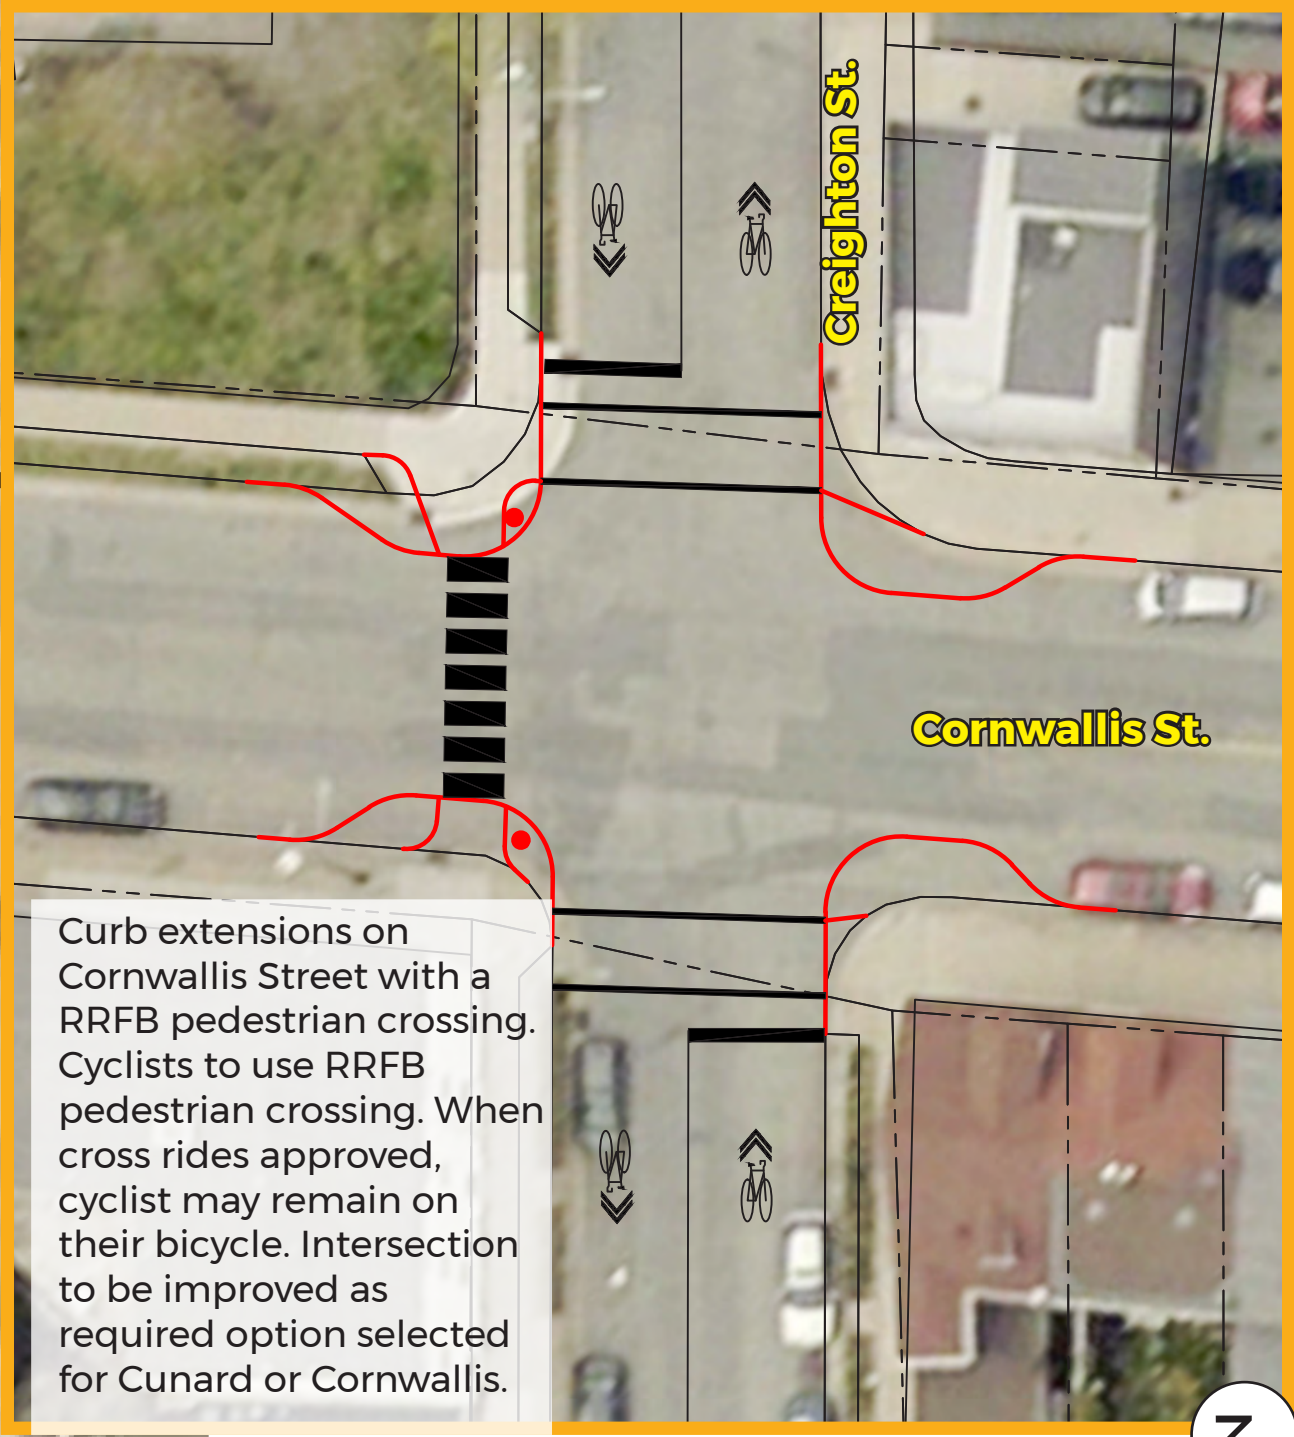 Creighton St.
Cornwallis St.
Curb extensions on
Cornwallis Street with a
RRFB pedestrian crossing.
Cyclists to use RRFB
pedestrian crossing. When
cross rides approved,
cyclist may remain on
their bicycle. Intersection
to be improved as
required option selected
for Cunard or Cornwallis.